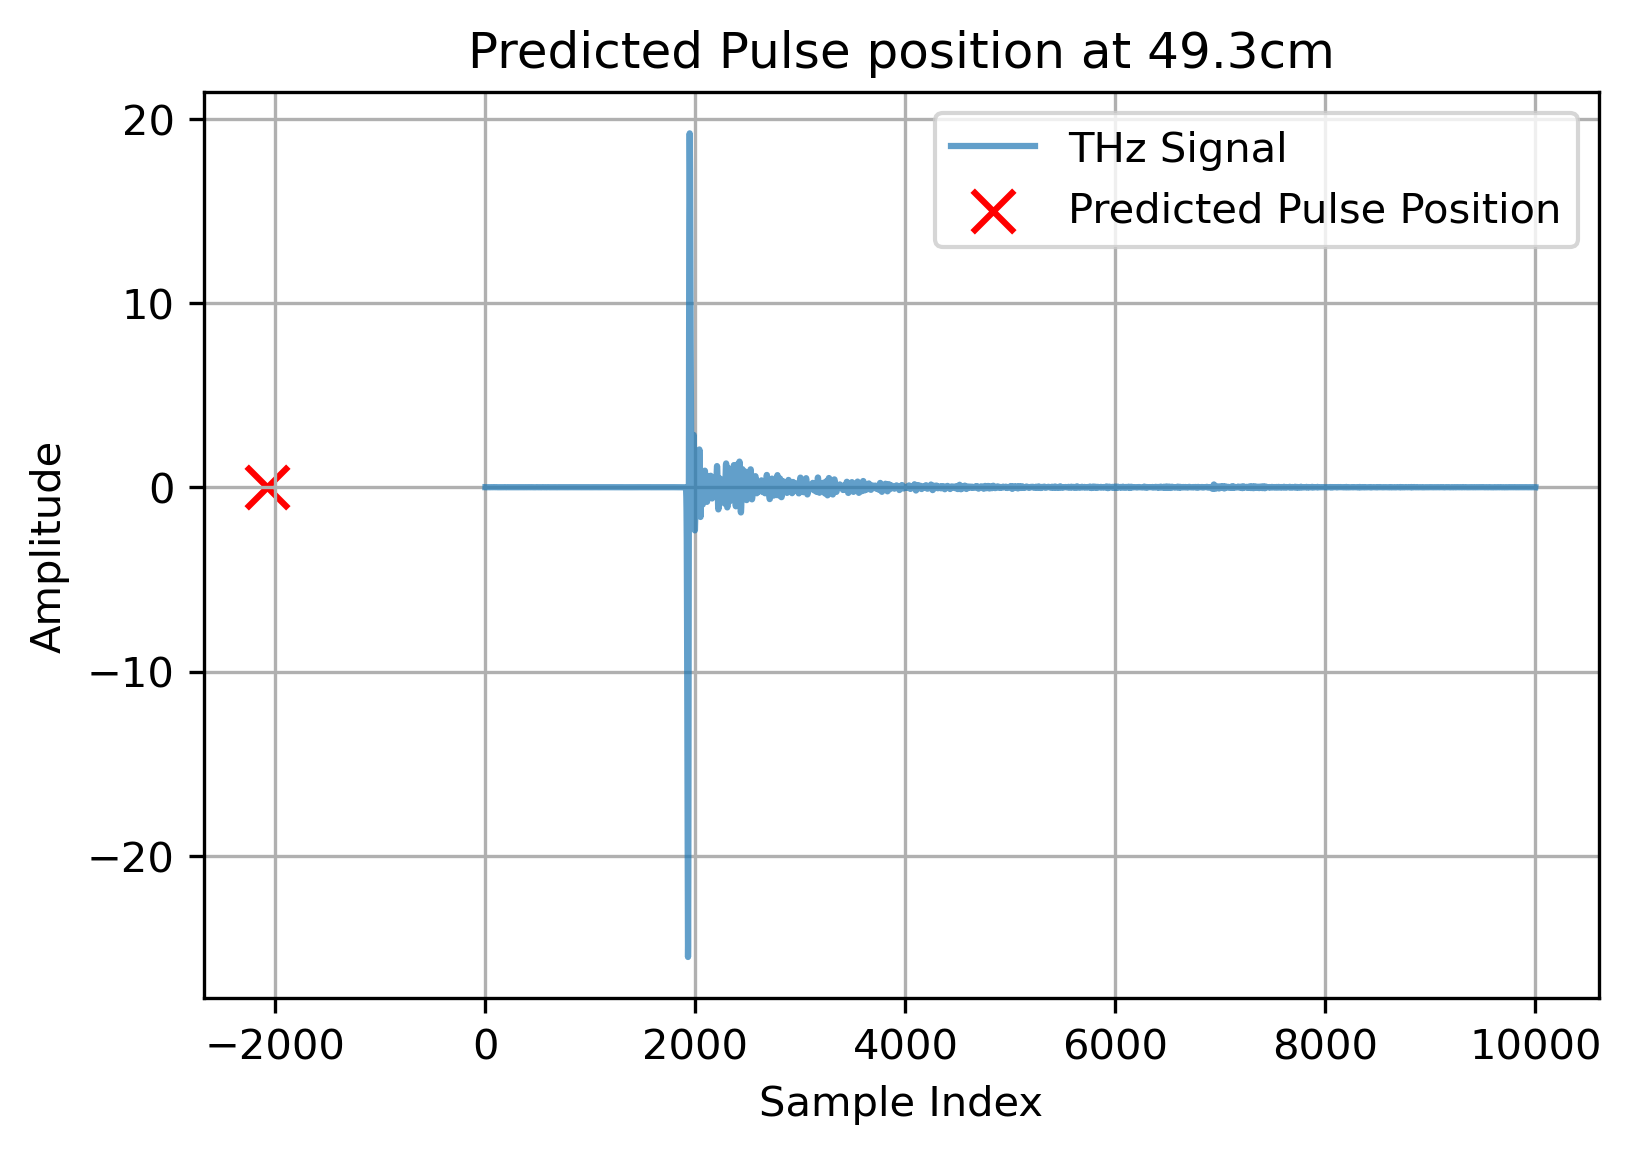 Predicted Pulse position at 49.3cm
THz Signal
Predicted Pulse Position
20
10
0
−10
−20
Amplitude
−2000 0 2000 4000 6000 8000 10000
Sample Index